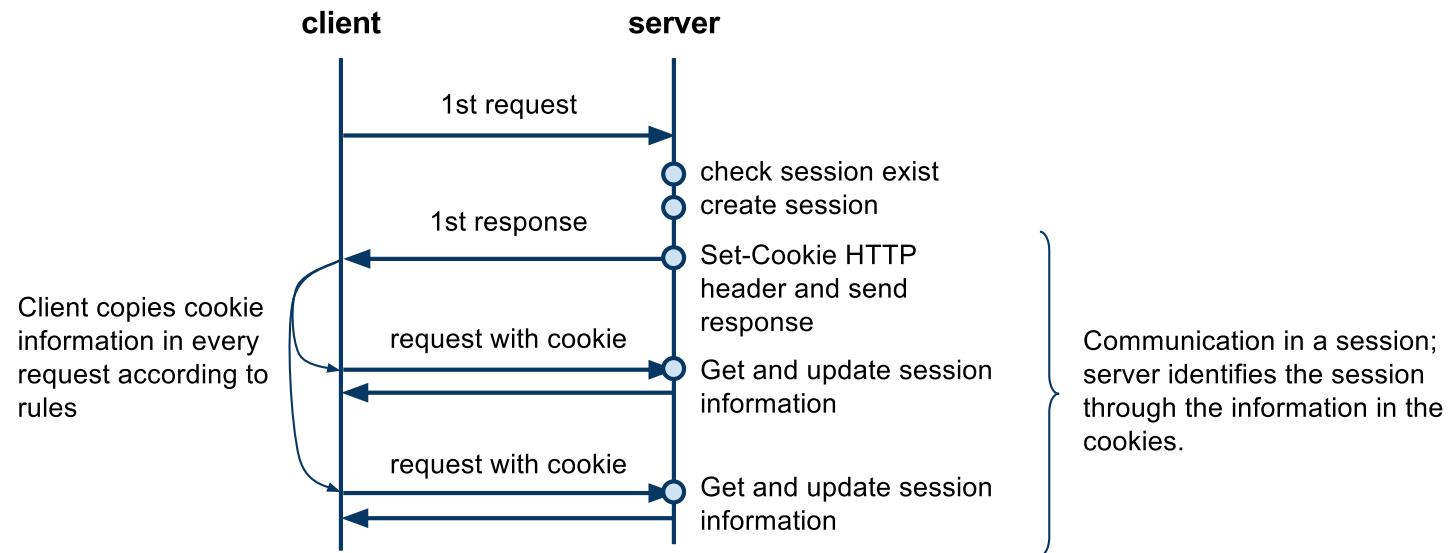 client
server
1st request
check session exist
create session
1st response
Set-Cookie HTTP
header and send
response
Client copies cookie
information in every
request according to
rules
request with cookie
Get and update session
information
Communication in a session;
server identifies the session
through the information in the
cookies.
request with cookie
Get and update session
information